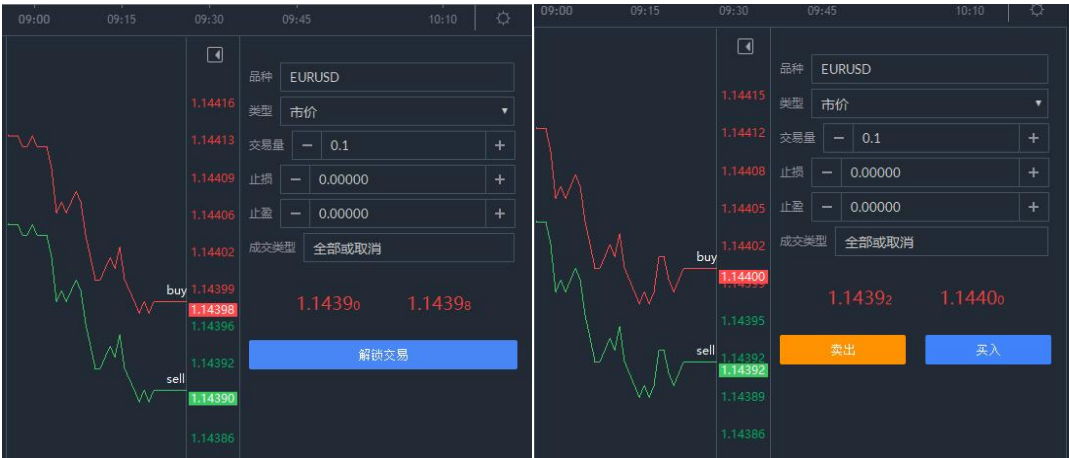 09:00 09:15 09:30 09:45 10:10
品种 EURUSD
1.14416
类型 市价
1.14413
交易量 − 0.1 +
1.14409
止损 − 0.00000 +
1.14406
止盈 − 0.00000 +
1.14402
成交类型 全部或取消
buy 1.14399
1.14398
1.14390 1.14398
1.14396
解锁交易
1.14392
sell
1.14390
1.14386
09:00 09:15 09:30 09:45 10:10
品种 EURUSD
1.14415
类型 市价
1.14412
交易量 − 0.1 +
1.14408
止损 − 0.00000 +
1.14405
止盈 − 0.00000 +
1.14402
成交类型 全部或取消
buy
1.14400
1.14392 1.14400
1.14395
卖出 买入
sell
1.14392
1.14392
1.14389
1.14386